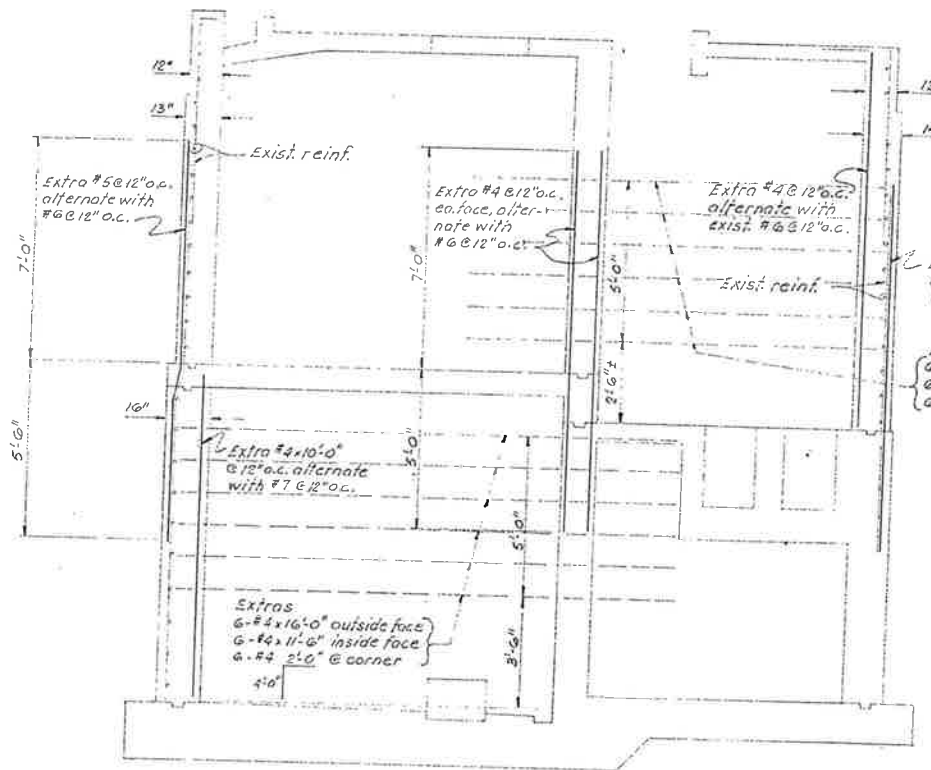 12"
13"
Exist. reinf.
Extra #5 @ 12" o.c.
alternate with
#6 @ 12" o.c.
7'-0"
5'-6"
16"
Extra #4 x 10'-0"
@ 12" o.c. alternate
with #7 @ 12" o.c.
Extra #4 @ 12" o.c.
ea. face, alter-
nate with
#6 @ 12" o.c.
7'-0"
5'-0"
Extra #4 @ 12" o.c.
alternate with
exist. #6 @ 12" o.c.
Exist. reinf.
5'-0"
2'-6" ±
Extras
6-#4 x 16'-0" outside face
6-#4 x 11'-6" inside face
6-#4 2'-0" @ corner
5'-0"
3'-6"